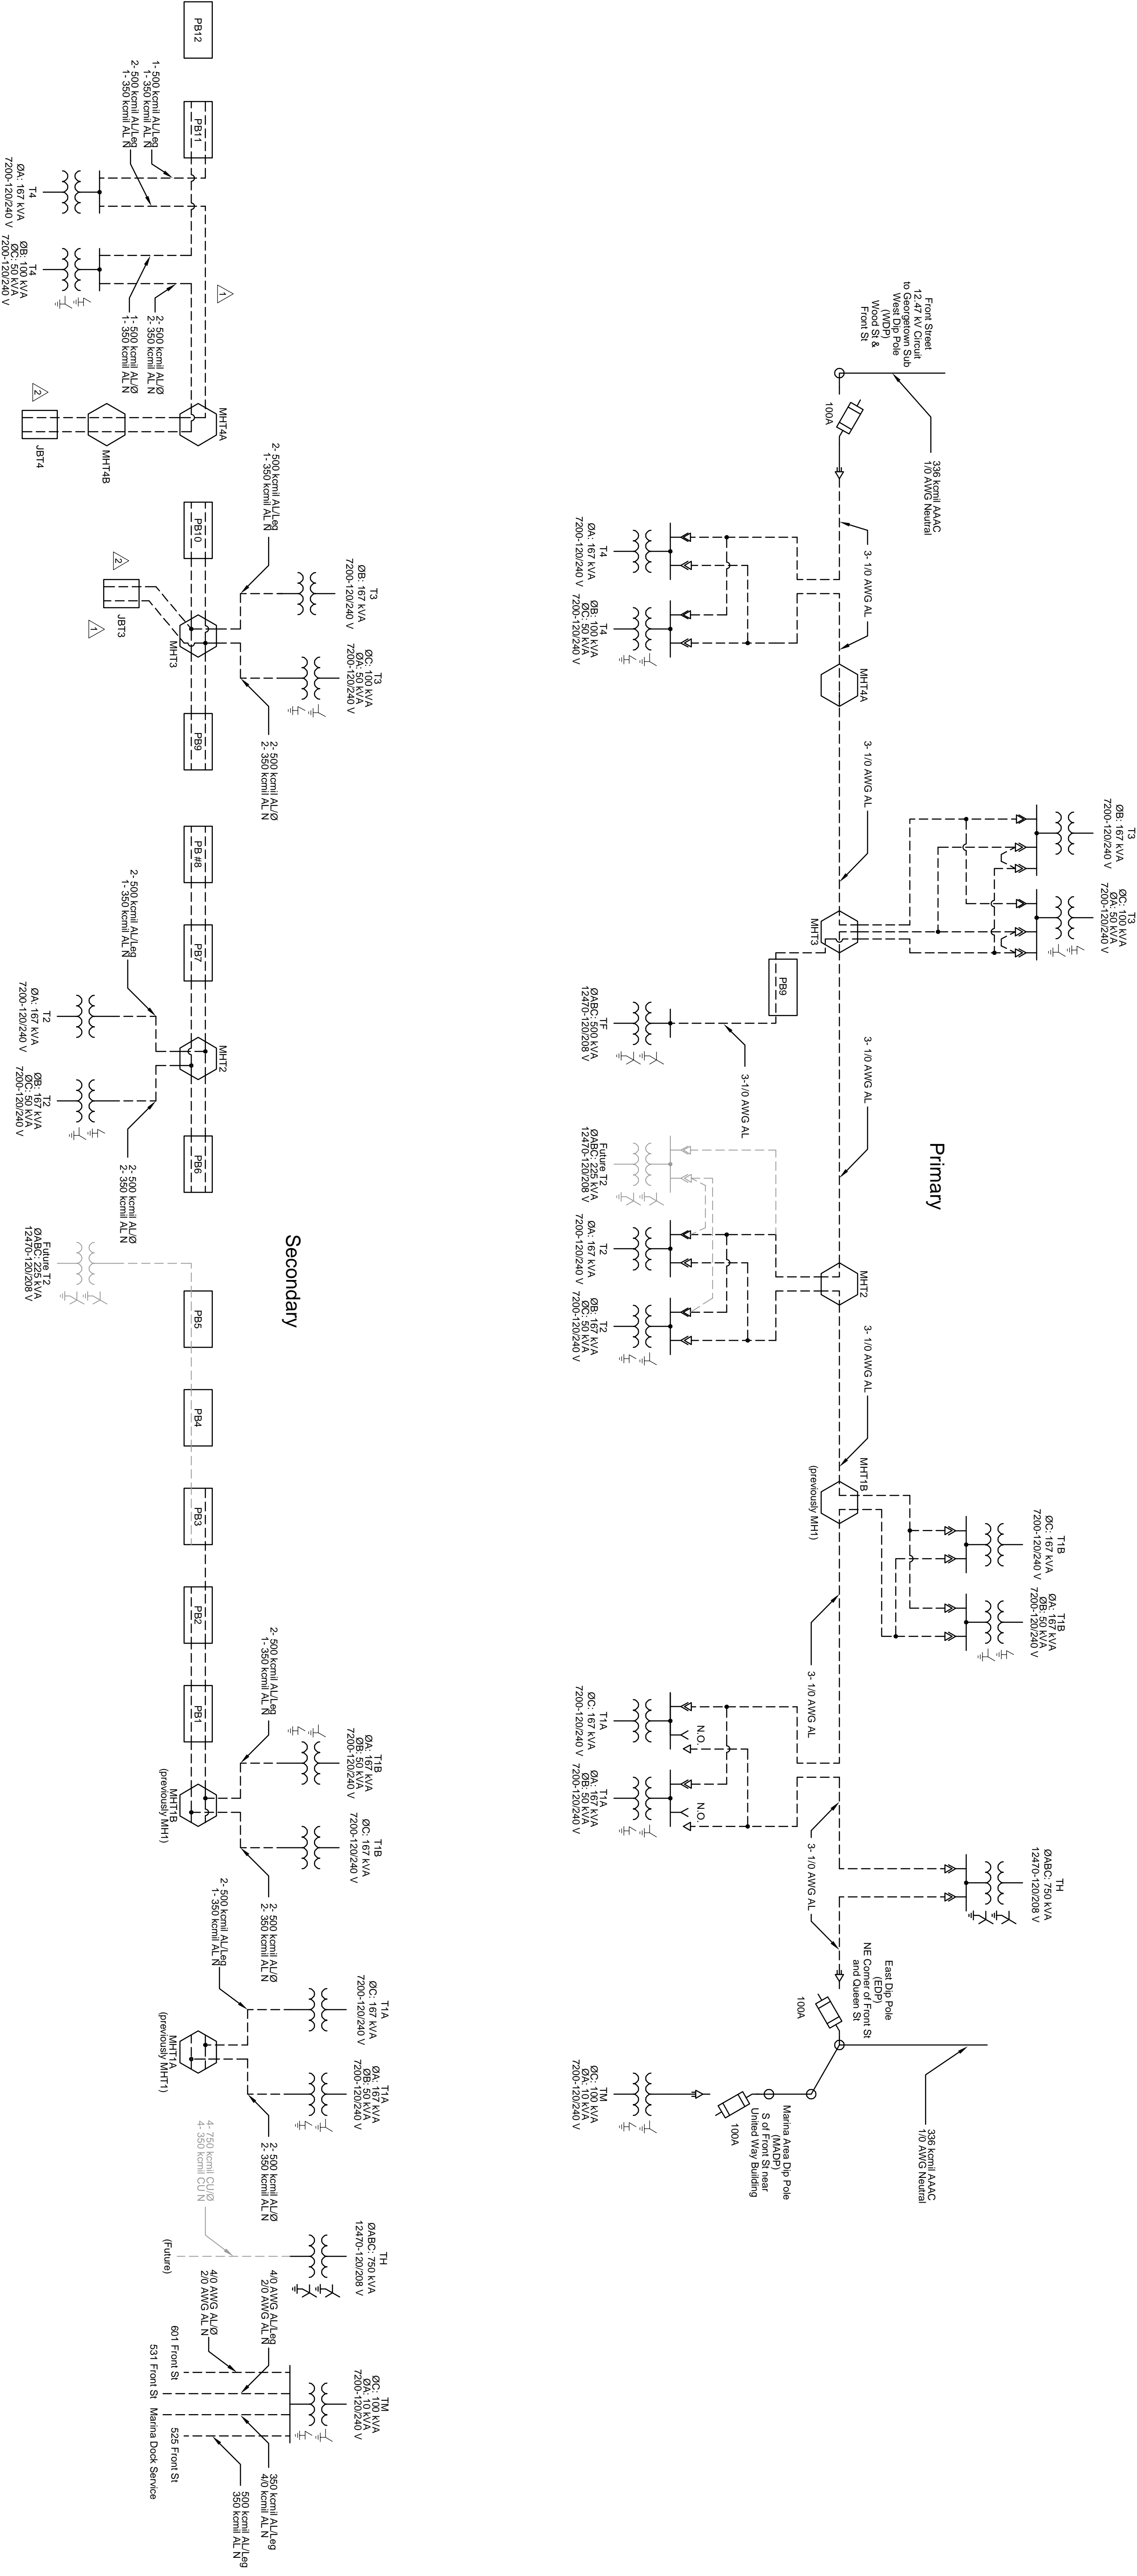 Primary
Front Street
12.47 kV Circuit
to Georgetown Sub
West Dip Pole
(WDP)
Wood St &
Front St
336 kcmil AAAC
1/0 AWG Neutral
100A
3- 1/0 AWG AL
T4
ØA: 167 kVA
7200-120/240 V
T4
ØB: 100 kVA
ØC: 50 kVA
7200-120/240 V
MHT4A
3- 1/0 AWG AL
T3
ØB: 167 kVA
7200-120/240 V
T3
ØC: 100 kVA
ØA: 50 kVA
7200-120/240 V
MHT3
PB9
TF
ØABC: 500 kVA
12470-120/208 V
3-1/0 AWG AL
3- 1/0 AWG AL
Future T2
ØABC: 225 kVA
12470-120/208 V
T2
ØA: 167 kVA
7200-120/240 V
T2
ØB: 167 kVA
ØC: 50 kVA
7200-120/240 V
MHT2
3- 1/0 AWG AL
MHT1B
(previously MH1)
T1B
ØC: 167 kVA
7200-120/240 V
T1B
ØA: 167 kVA
ØB: 50 kVA
7200-120/240 V
3- 1/0 AWG AL
T1A
ØC: 167 kVA
7200-120/240 V
N.O.
T1A
ØA: 167 kVA
ØB: 50 kVA
7200-120/240 V
N.O.
3- 1/0 AWG AL
TH
ØABC: 750 kVA
12470-120/208 V
East Dip Pole
(EDP)
NE Corner of Front St
and Queen St
100A
336 kcmil AAAC
1/0 AWG Neutral
Marina Area Dip Pole
(MADP)
S of Front St near
United Way Building
100A
TM
ØC: 100 kVA
ØA: 10 kVA
7200-120/240 V
Secondary
PB12
PB11
1- 500 kcmil AL/Leg
1- 350 kcmil AL N
2- 500 kcmil AL/Leg
1- 350 kcmil AL N
T4
ØA: 167 kVA
7200-120/240 V
T4
ØB: 100 kVA
ØC: 50 kVA
7200-120/240 V
2- 500 kcmil AL/Ø
2- 350 kcmil AL N
1- 500 kcmil AL/Ø
1- 350 kcmil AL N
1
MHT4A
MHT4B
2
JBT4
PB10
2- 500 kcmil AL/Leg
1- 350 kcmil AL N
T3
ØB: 167 kVA
7200-120/240 V
T3
ØC: 100 kVA
ØA: 50 kVA
7200-120/240 V
2- 500 kcmil AL/Ø
2- 350 kcmil AL N
MHT3
2
JBT3
1
PB9
PB #8
PB7
2- 500 kcmil AL/Leg
1- 350 kcmil AL N
MHT2
T2
ØA: 167 kVA
7200-120/240 V
T2
ØB: 167 kVA
ØC: 50 kVA
7200-120/240 V
2- 500 kcmil AL/Ø
2- 350 kcmil AL N
PB6
Future T2
ØABC: 225 kVA
12470-120/208 V
PB5
PB4
PB3
PB2
PB1
2- 500 kcmil AL/Leg
1- 350 kcmil AL N
T1B
ØA: 167 kVA
ØB: 50 kVA
7200-120/240 V
T1B
ØC: 167 kVA
7200-120/240 V
MHT1B
(previously MH1)
2- 500 kcmil AL/Ø
2- 350 kcmil AL N
2- 500 kcmil AL/Leg
1- 350 kcmil AL N
T1A
ØC: 167 kVA
7200-120/240 V
T1A
ØA: 167 kVA
ØB: 50 kVA
7200-120/240 V
MHT1A
(previously MHT1)
2- 500 kcmil AL/Ø
2- 350 kcmil AL N
4- 750 kcmil CU/Ø
4- 350 kcmil CU N
TH
ØABC: 750 kVA
12470-120/208 V
(Future)
4/0 AWG AL/Leg
2/0 AWG AL N
4/0 AWG AL/Ø
2/0 AWG AL N
TM
ØC: 100 kVA
ØA: 10 kVA
7200-120/240 V
601 Front St
531 Front St
Marina Dock Service
525 Front St
350 kcmil AL/Leg
4/0 kcmil AL N
500 kcmil AL/Leg
350 kcmil AL N